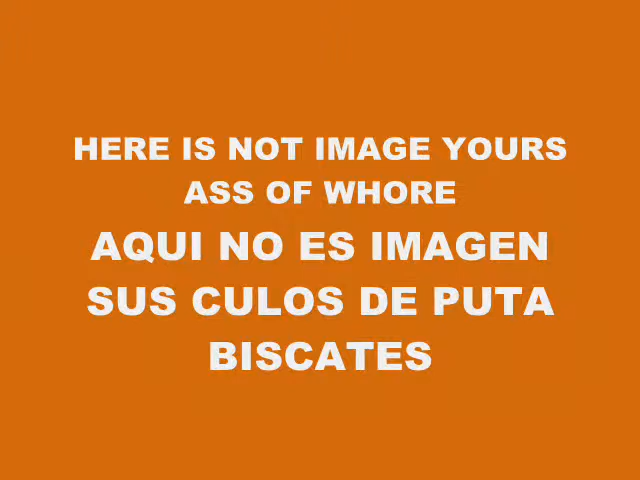 HERE IS NOT IMAGE YOURS
ASS OF WHORE
AQUI NO ES IMAGEN
SUS CULOS DE PUTA
BISCATES